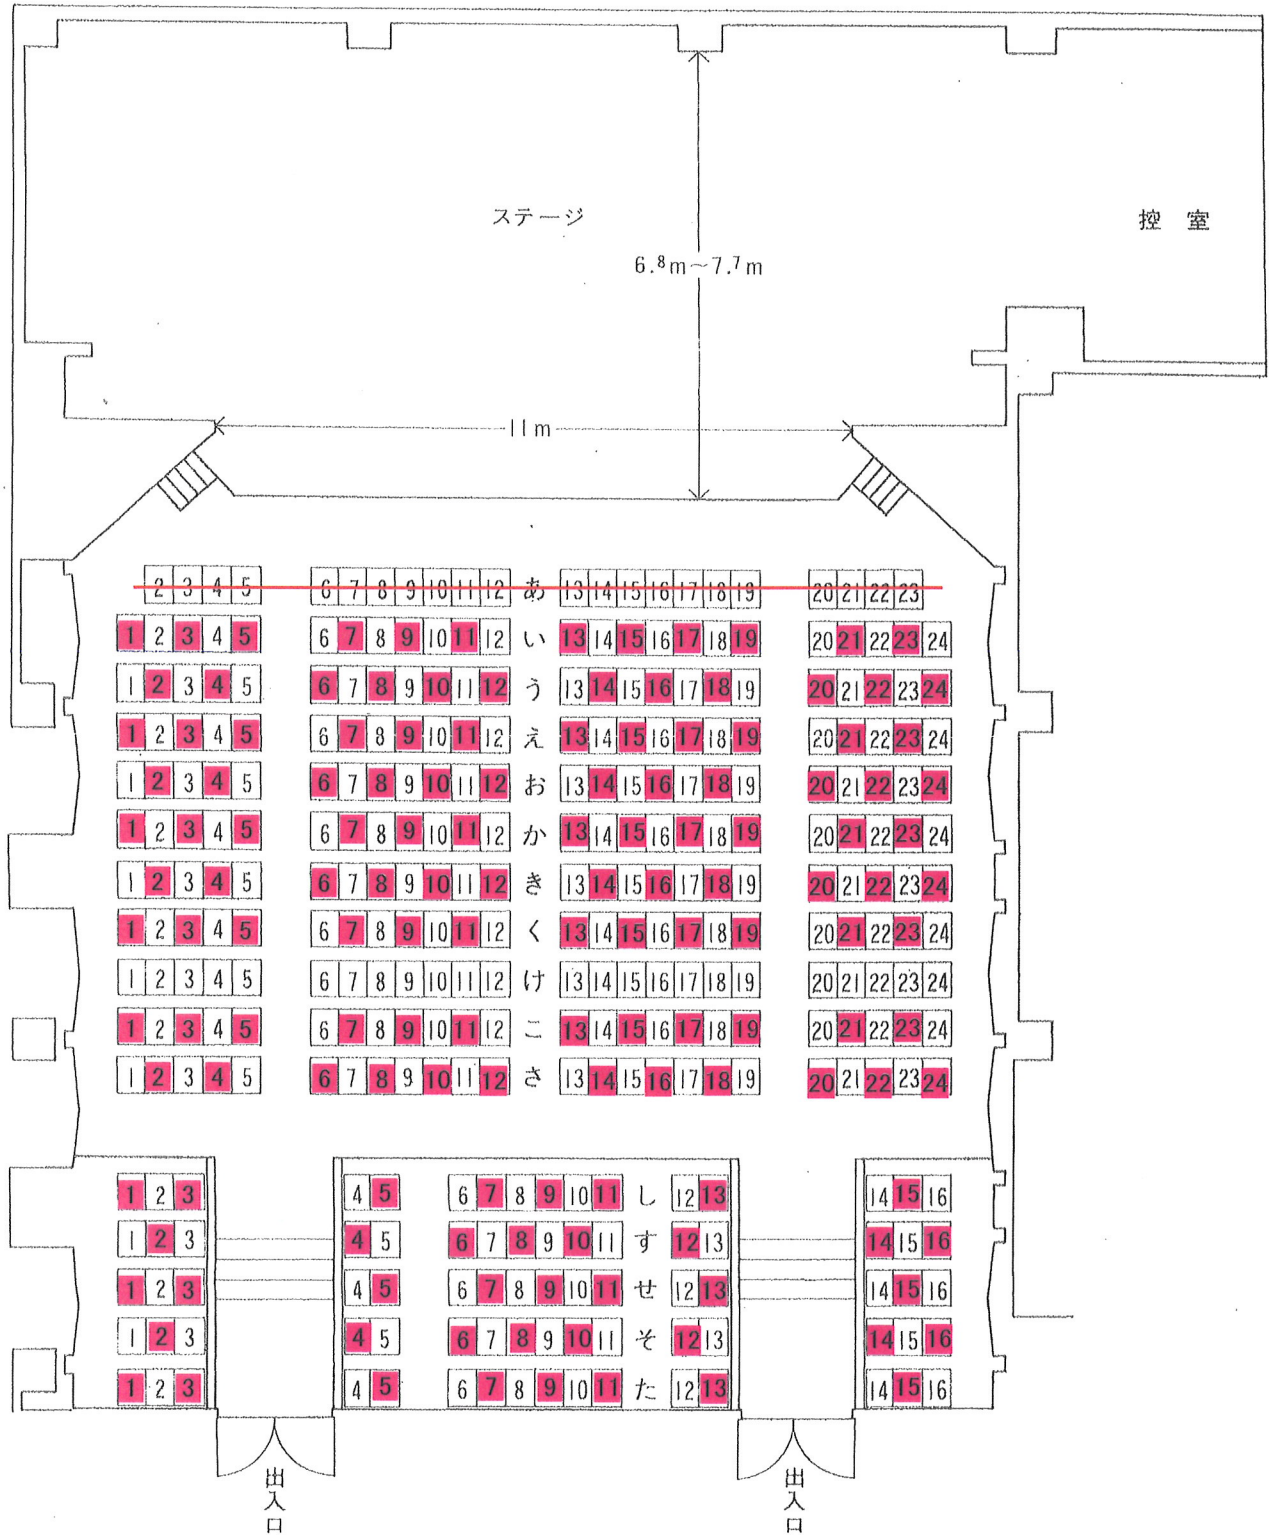 ステージ
控 室
6.8m～7.7m
11m
2 3 4 5 6 7 8 9 10 11 12 あ 13 14 15 16 17 18 19 20 21 22 23
1 2 3 4 5 6 7 8 9 10 11 12 い 13 14 15 16 17 18 19 20 21 22 23 24
1 2 3 4 5 6 7 8 9 10 11 12 う 13 14 15 16 17 18 19 20 21 22 23 24
1 2 3 4 5 6 7 8 9 10 11 12 え 13 14 15 16 17 18 19 20 21 22 23 24
1 2 3 4 5 6 7 8 9 10 11 12 お 13 14 15 16 17 18 19 20 21 22 23 24
1 2 3 4 5 6 7 8 9 10 11 12 か 13 14 15 16 17 18 19 20 21 22 23 24
1 2 3 4 5 6 7 8 9 10 11 12 き 13 14 15 16 17 18 19 20 21 22 23 24
1 2 3 4 5 6 7 8 9 10 11 12 く 13 14 15 16 17 18 19 20 21 22 23 24
1 2 3 4 5 6 7 8 9 10 11 12 け 13 14 15 16 17 18 19 20 21 22 23 24
1 2 3 4 5 6 7 8 9 10 11 12 こ 13 14 15 16 17 18 19 20 21 22 23 24
1 2 3 4 5 6 7 8 9 10 11 12 さ 13 14 15 16 17 18 19 20 21 22 23 24
1 2 3 4 5 6 7 8 9 10 11 し 12 13 14 15 16
1 2 3 4 5 6 7 8 9 10 11 す 12 13 14 15 16
1 2 3 4 5 6 7 8 9 10 11 せ 12 13 14 15 16
1 2 3 4 5 6 7 8 9 10 11 そ 12 13 14 15 16
1 2 3 4 5 6 7 8 9 10 11 た 12 13 14 15 16
出入口
出入口